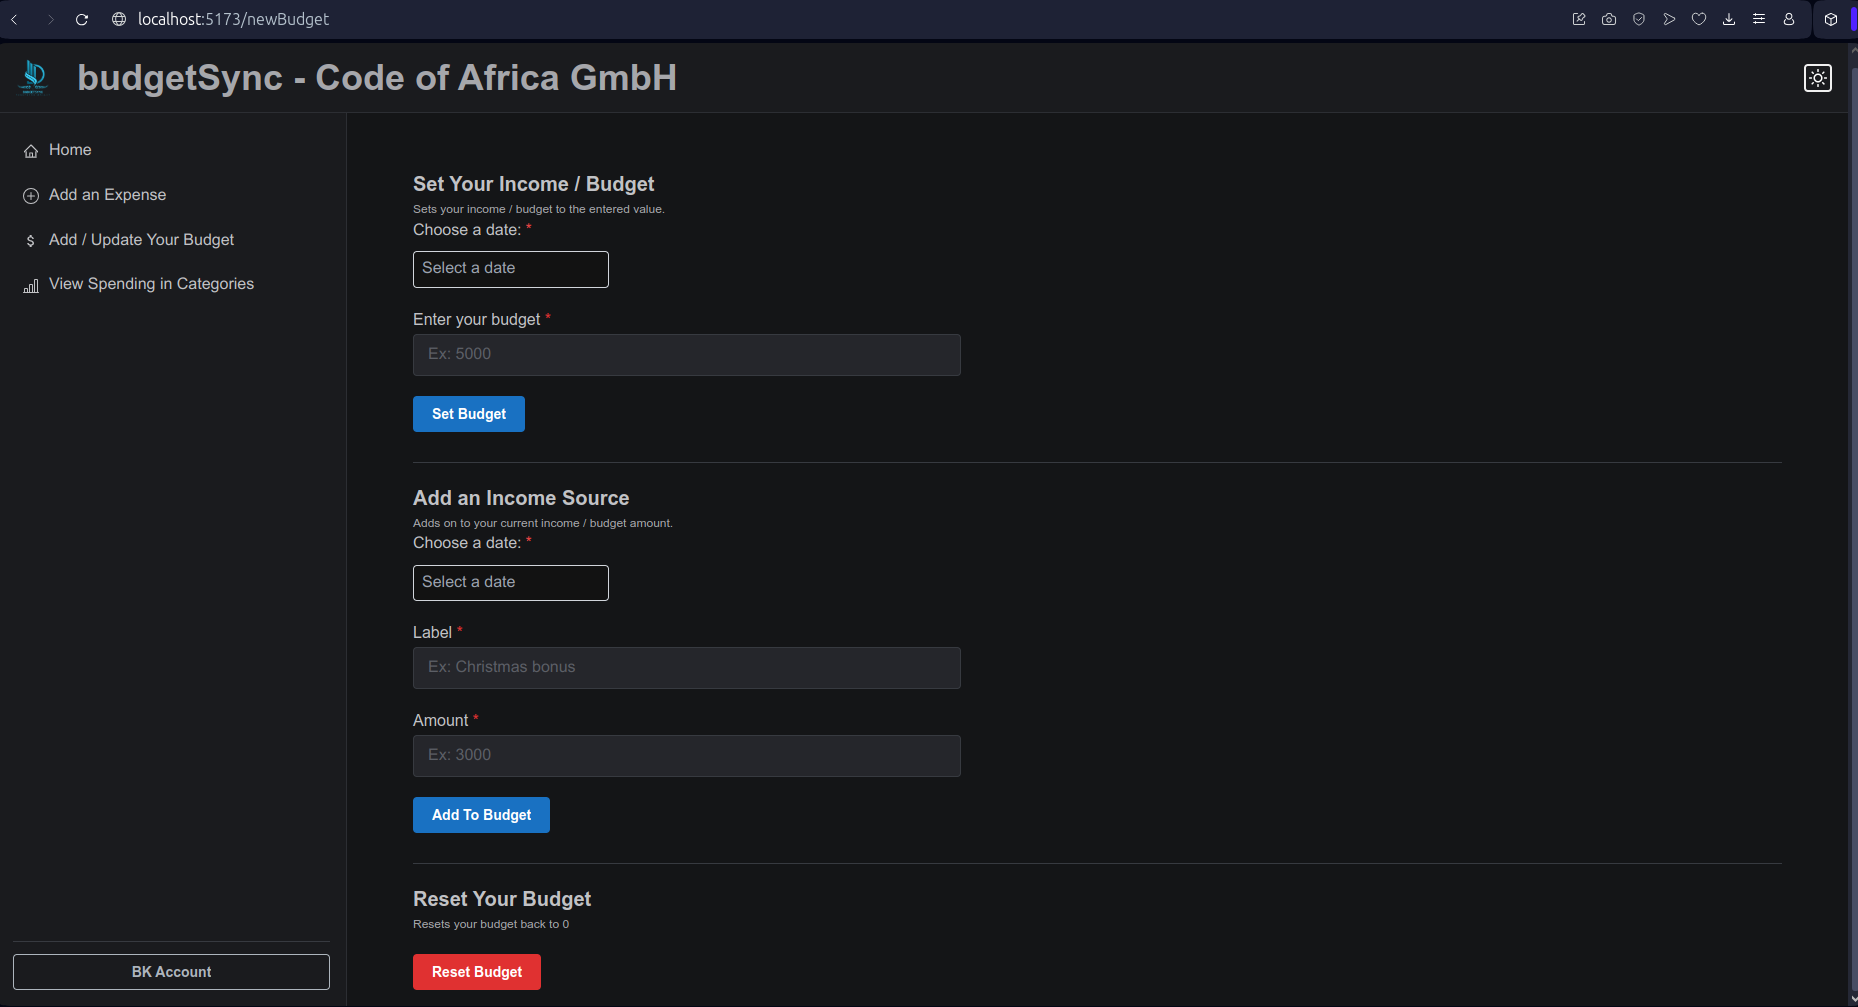 localhost:5173/newBudget
budgetSync - Code of Africa GmbH
Home
Add an Expense
Add / Update Your Budget
View Spending in Categories
BK Account
Set Your Income / Budget
Sets your income / budget to the entered value.
Choose a date: *
Select a date
Enter your budget *
Ex: 5000
Set Budget
Add an Income Source
Adds on to your current income / budget amount.
Choose a date: *
Select a date
Label *
Ex: Christmas bonus
Amount *
Ex: 3000
Add To Budget
Reset Your Budget
Resets your budget back to 0
Reset Budget